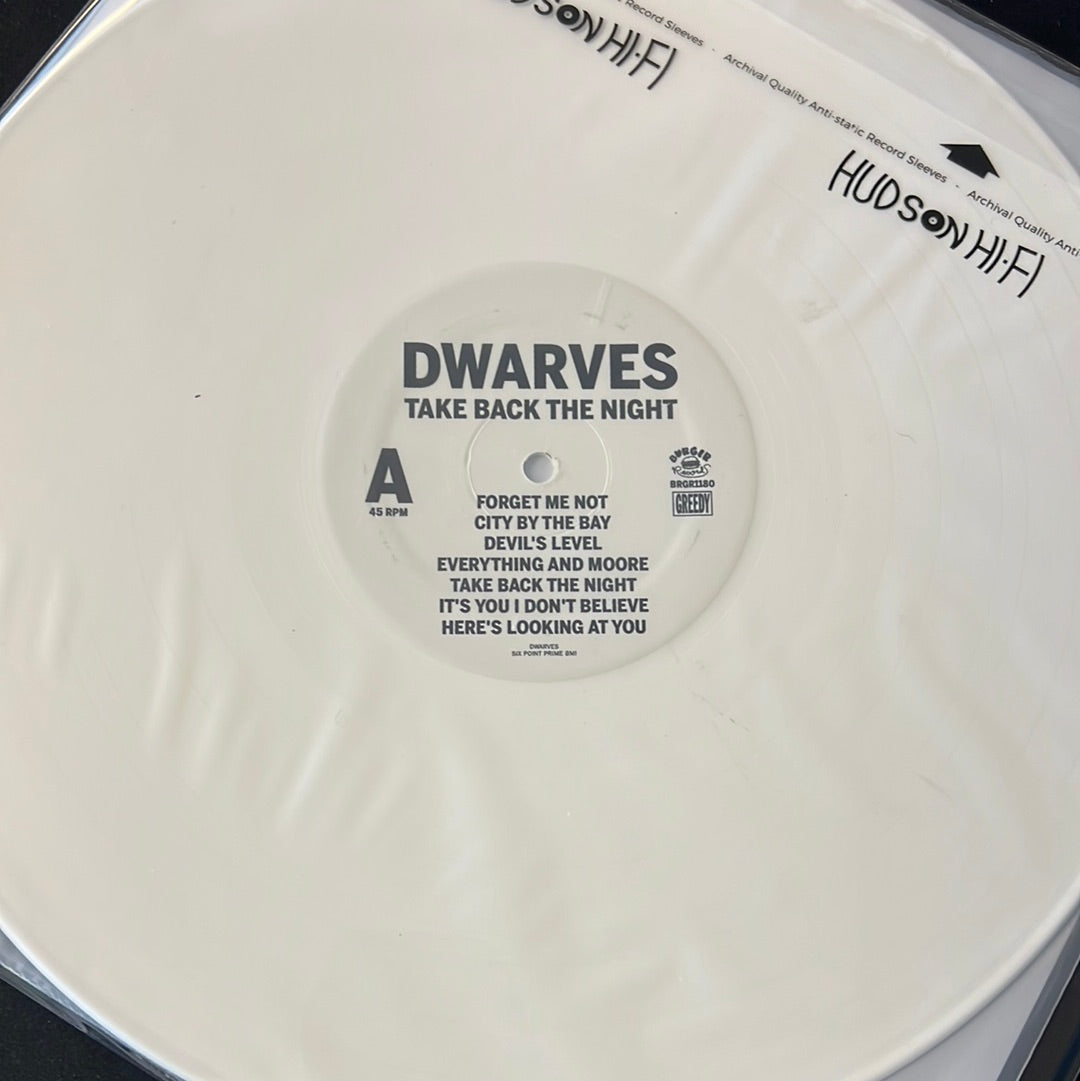 Record Sleeves - Archival Quality Anti-static Record Sleeves - Archival Quality Anti
HI-FI
HUDSON HI-FI
DWARVES
TAKE BACK THE NIGHT
A
45 RPM
BURGER
Records
BRGR1180
GREEDY
FORGET ME NOT
CITY BY THE BAY
DEVIL'S LEVEL
EVERYTHING AND MOORE
TAKE BACK THE NIGHT
IT'S YOU I DON'T BELIEVE
HERE'S LOOKING AT YOU
DWARVES
SIX POINT PRIME BMI